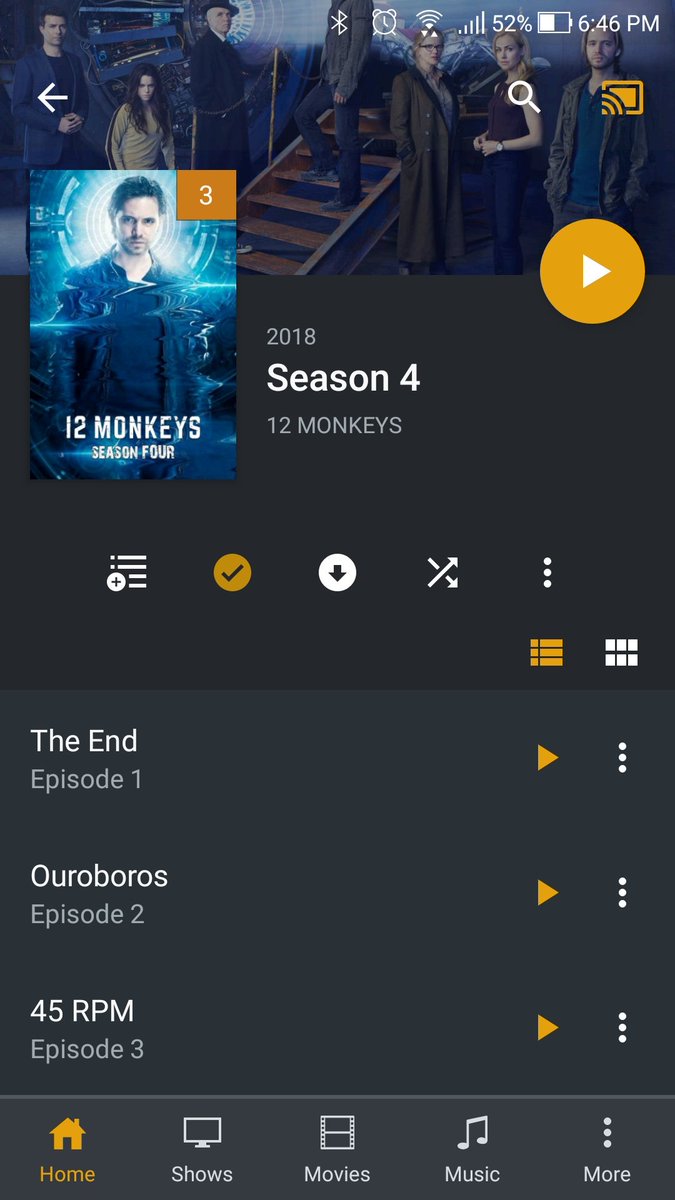 52% 6:46 PM
3
12 MONKEYS
SEASON FOUR
2018
Season 4
12 MONKEYS
The End
Episode 1
Ouroboros
Episode 2
45 RPM
Episode 3
Home Shows Movies Music More